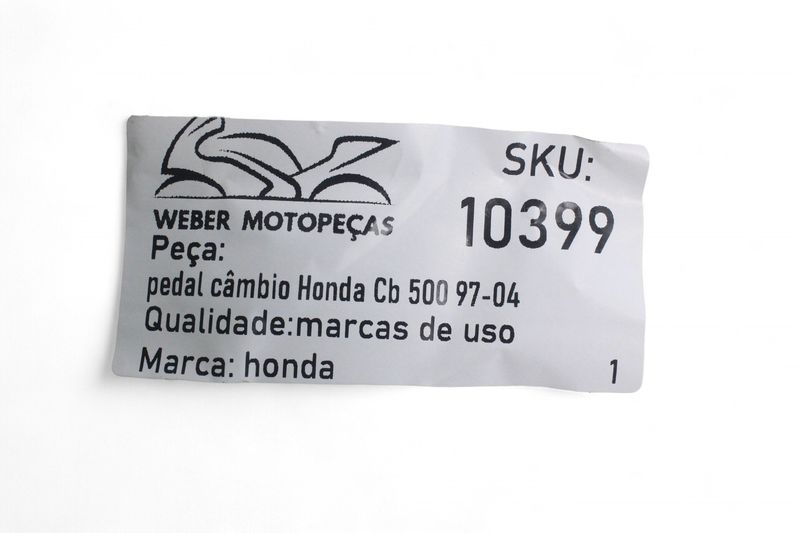 WEBER MOTOPEÇAS
SKU:
10399
Peça:
pedal câmbio Honda Cb 500 97-04
Qualidade:marcas de uso
Marca: honda
1